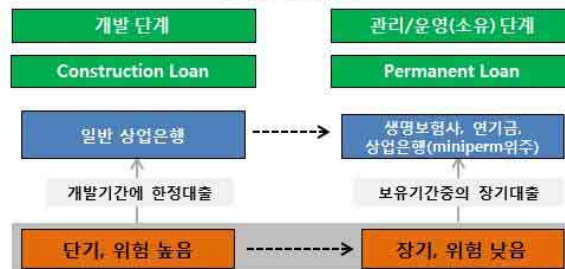 개발 단계
관리/운영(소유) 단계
Construction Loan
Permanent Loan
일반 상업은행
생명보험사, 연기금,
상업은행(miniperm위주)
개발기간에 한정대출
보유기간중의 장기대출
단기, 위험 높음
장기, 위험 낮음